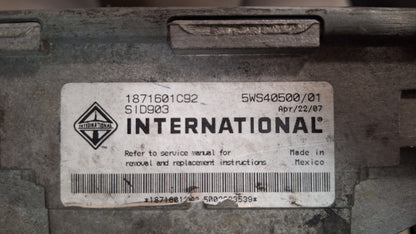 1871601C92 5WS40500/01
SID903 Apr/22/07
INTERNATIONAL®
INTERNATIONAL
Refer to service manual for Made in
removal and replacement instructions Mexico